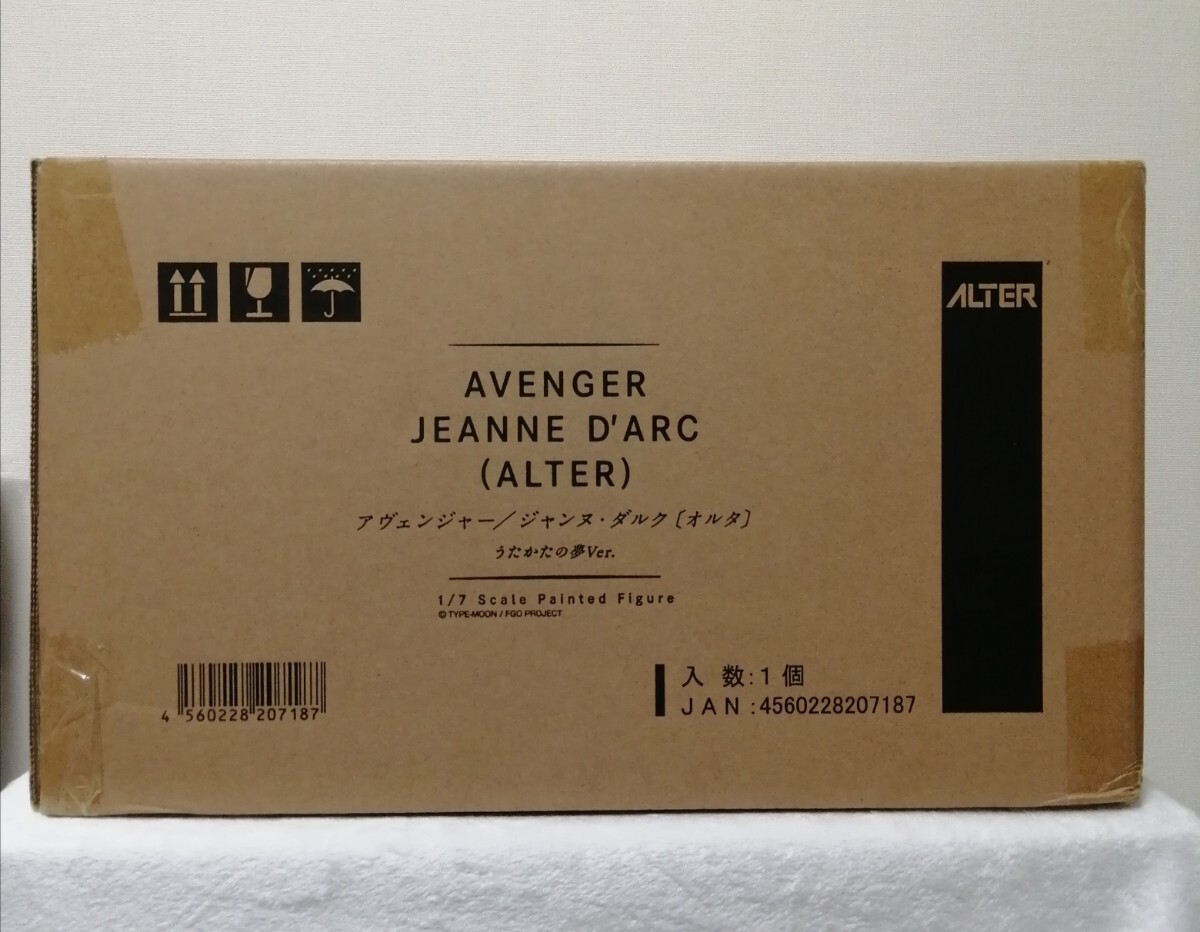 ALTER
AVENGER
JEANNE D'ARC
(ALTER)
アヴェンジャー/ジャンヌ・ダルク〔オルタ〕
うたかたの夢Ver.
1/7 Scale Painted Figure
© TYPE-MOON / FGO PROJECT
4 560228 207187
入 数:1 個
JAN :4560228207187